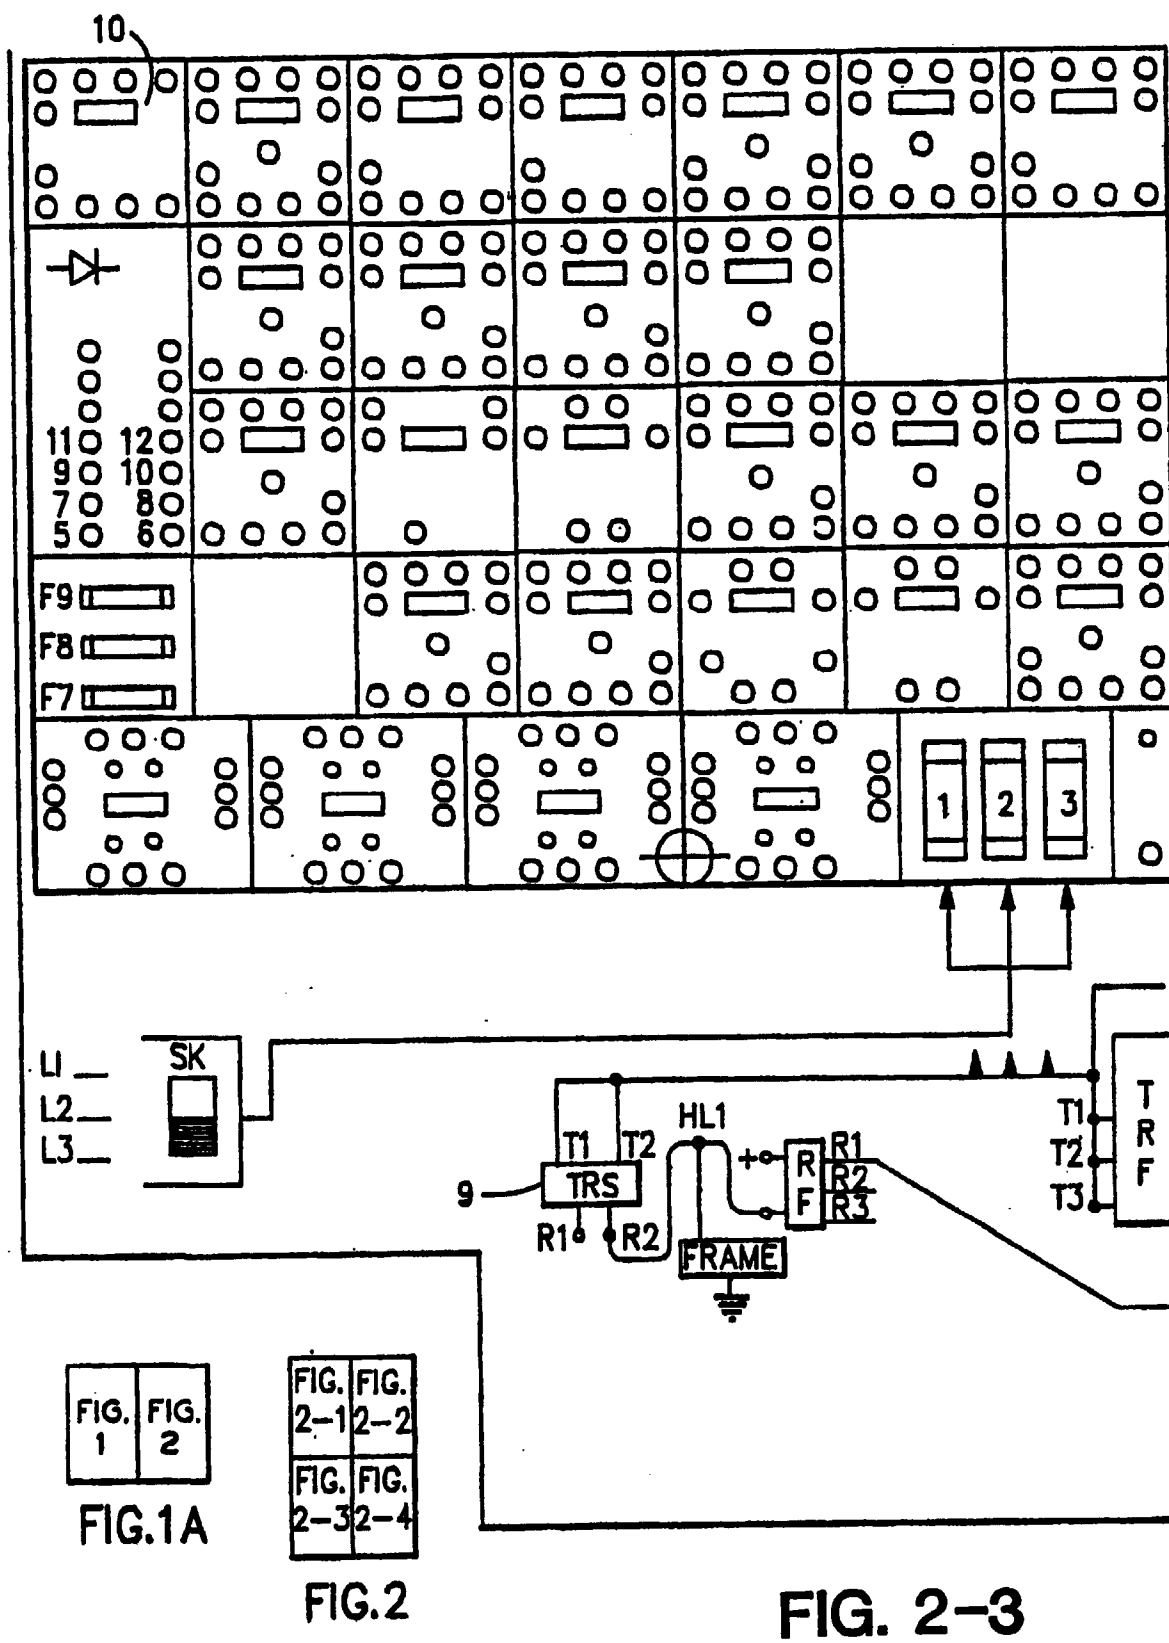 10
11 12
9 10
7 8
5 6
F9
F8
F7
1 2 3
L1
SK
L2
L3
HL1
T1 T2
TRS
9
R1 R2
FRAME
+
R F
R1
R2
R3
T1
T2
T3
T R F
FIG. 1
FIG. 2
FIG.1A
FIG. 2-1
FIG. 2-2
FIG. 2-3
FIG. 2-4
FIG.2
FIG. 2-3